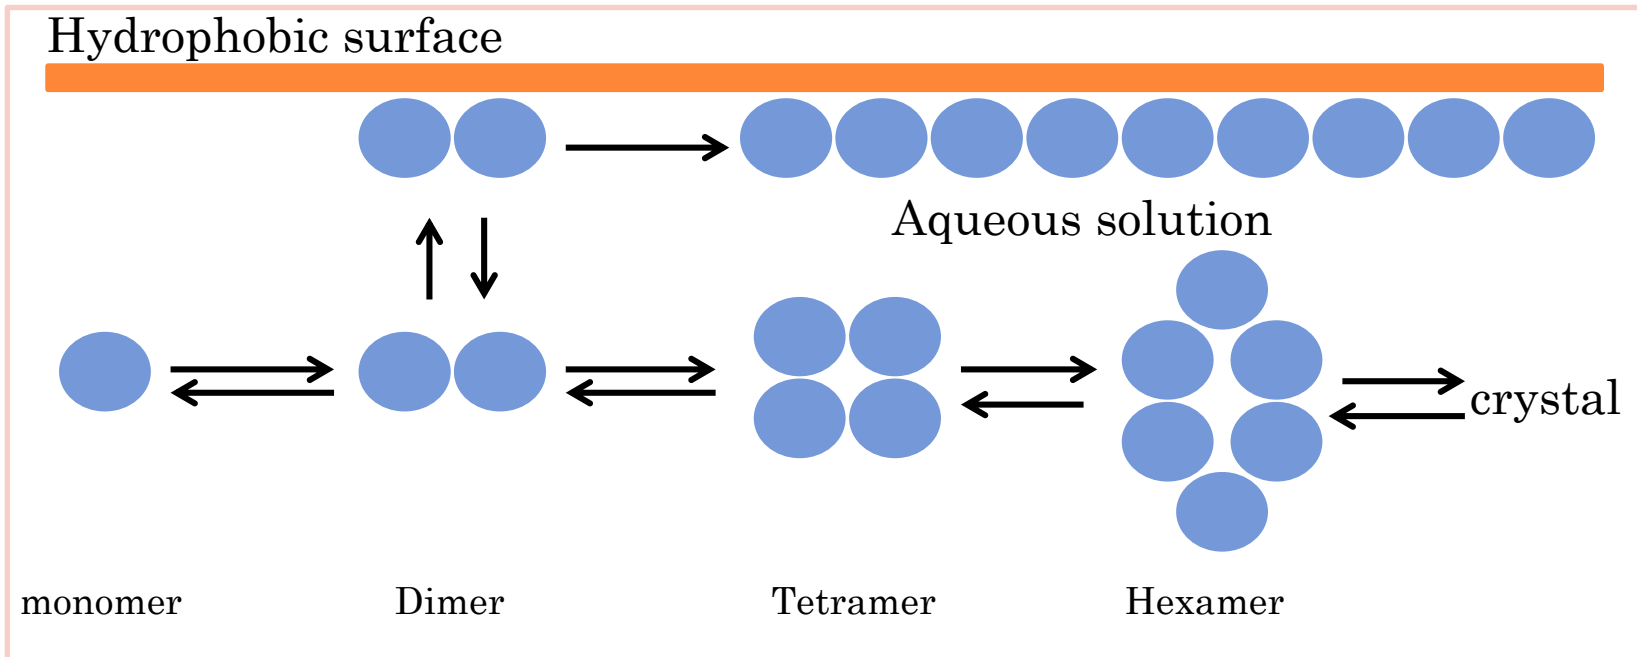 Hydrophobic surface
Aqueous solution
crystal
monomer
Dimer
Tetramer
Hexamer